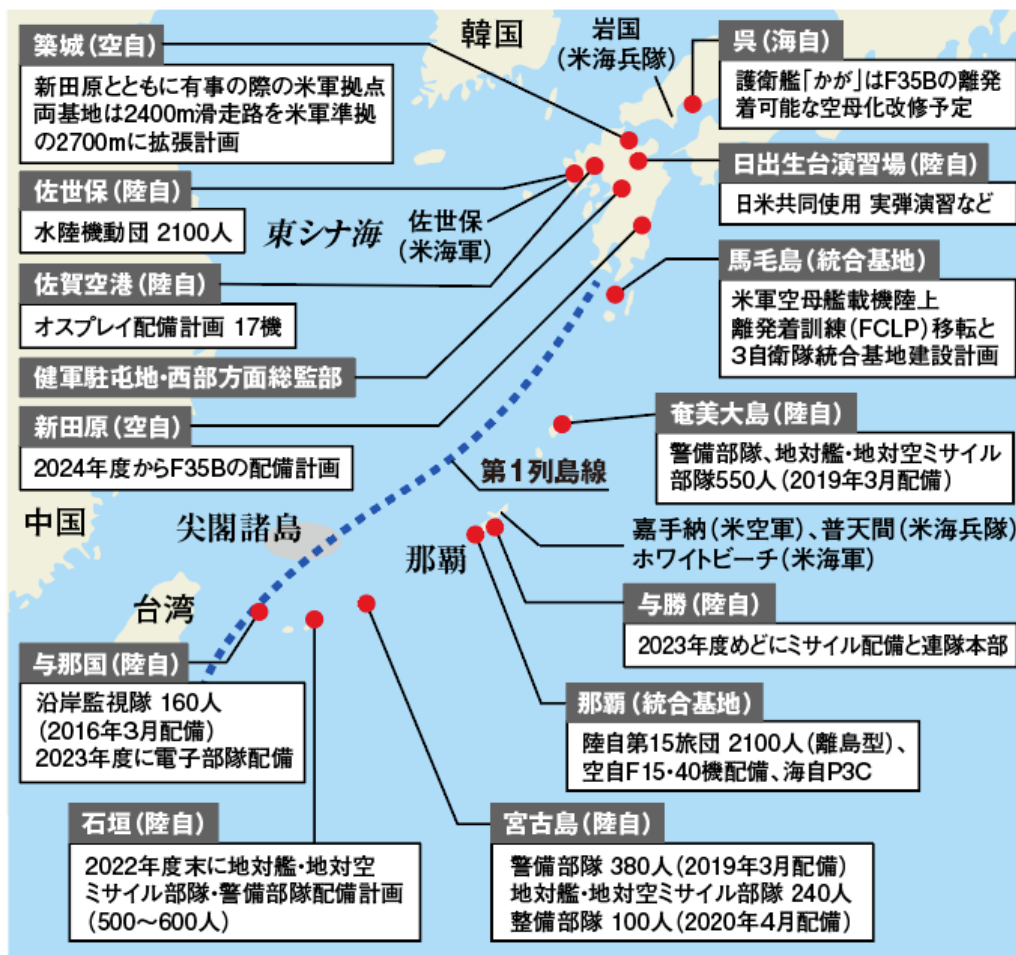 築城(空自)
新田原とともに有事の際の米軍拠点
両基地は2400m滑走路を米軍準拠
の2700mに拡張計画
韓国
岩国
(米海兵隊)
呉(海自)
護衛艦「かが」はF35Bの離発
着可能な空母化改修予定
佐世保(陸自)
水陸機動団 2100人
東シナ海
佐世保
(米海軍)
日出生台演習場(陸自)
日米共同使用 実弾演習など
佐賀空港(陸自)
オスプレイ配備計画 17機
馬毛島(統合基地)
米軍空母艦載機陸上
離発着訓練(FCLP)移転と
3自衛隊統合基地建設計画
健軍駐屯地・西部方面総監部
新田原(空自)
2024年度からF35Bの配備計画
第1列島線
奄美大島(陸自)
警備部隊、地対艦・地対空ミサイル
部隊550人(2019年3月配備)
中国
尖閣諸島
那覇
嘉手納(米空軍)、普天間(米海兵隊)
ホワイトビーチ(米海軍)
台湾
与勝(陸自)
2023年度めどにミサイル配備と連隊本部
与那国(陸自)
沿岸監視隊 160人
(2016年3月配備)
2023年度に電子部隊配備
那覇(統合基地)
陸自第15旅団 2100人(離島型)、
空自F15・40機配備、海自P3C
石垣(陸自)
2022年度末に地対艦・地対空
ミサイル部隊・警備部隊配備計画
(500〜600人)
宮古島(陸自)
警備部隊 380人(2019年3月配備)
地対艦・地対空ミサイル部隊 240人
整備部隊 100人(2020年4月配備)